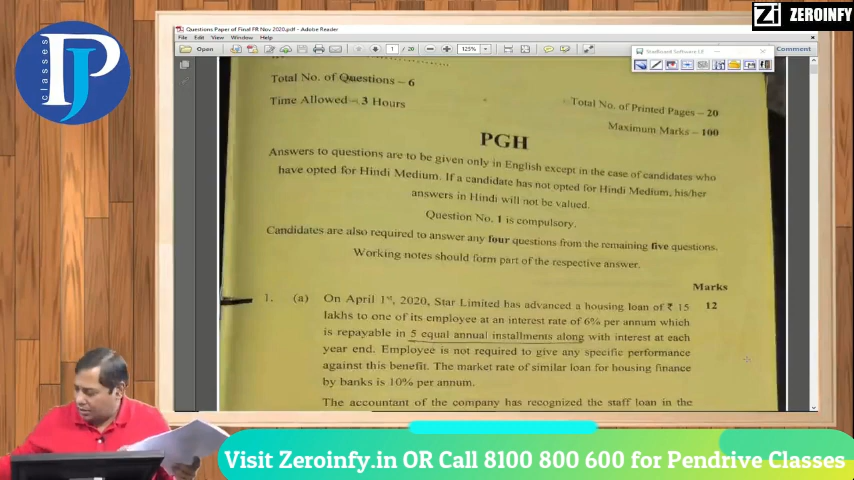 classes
PJ
Zi ZEROINFY
Questions Paper of Final FR Nov 2020.pdf - Adobe Reader
File Edit View Window Help
Open
1 / 20
125%
StarBoard Software LE
Comment
Total No. of Questions – 6
Time Allowed – 3 Hours
Total No. of Printed Pages – 20
Maximum Marks – 100
PGH
Answers to questions are to be given only in English except in the case of candidates who
have opted for Hindi Medium. If a candidate has not opted for Hindi Medium, his/her
answers in Hindi will not be valued.
Question No. 1 is compulsory.
Candidates are also required to answer any four questions from the remaining five questions.
Working notes should form part of the respective answer.
Marks
1. (a) On April 1st, 2020, Star Limited has advanced a housing loan of ₹ 15 12
lakhs to one of its employee at an interest rate of 6% per annum which
is repayable in 5 equal annual installments along with interest at each
year end. Employee is not required to give any specific performance
against this benefit. The market rate of similar loan for housing finance
by banks is 10% per annum.
The accountant of the company has recognized the staff loan in the
Visit Zeroinfy.in OR Call 8100 800 600 for Pendrive Classes